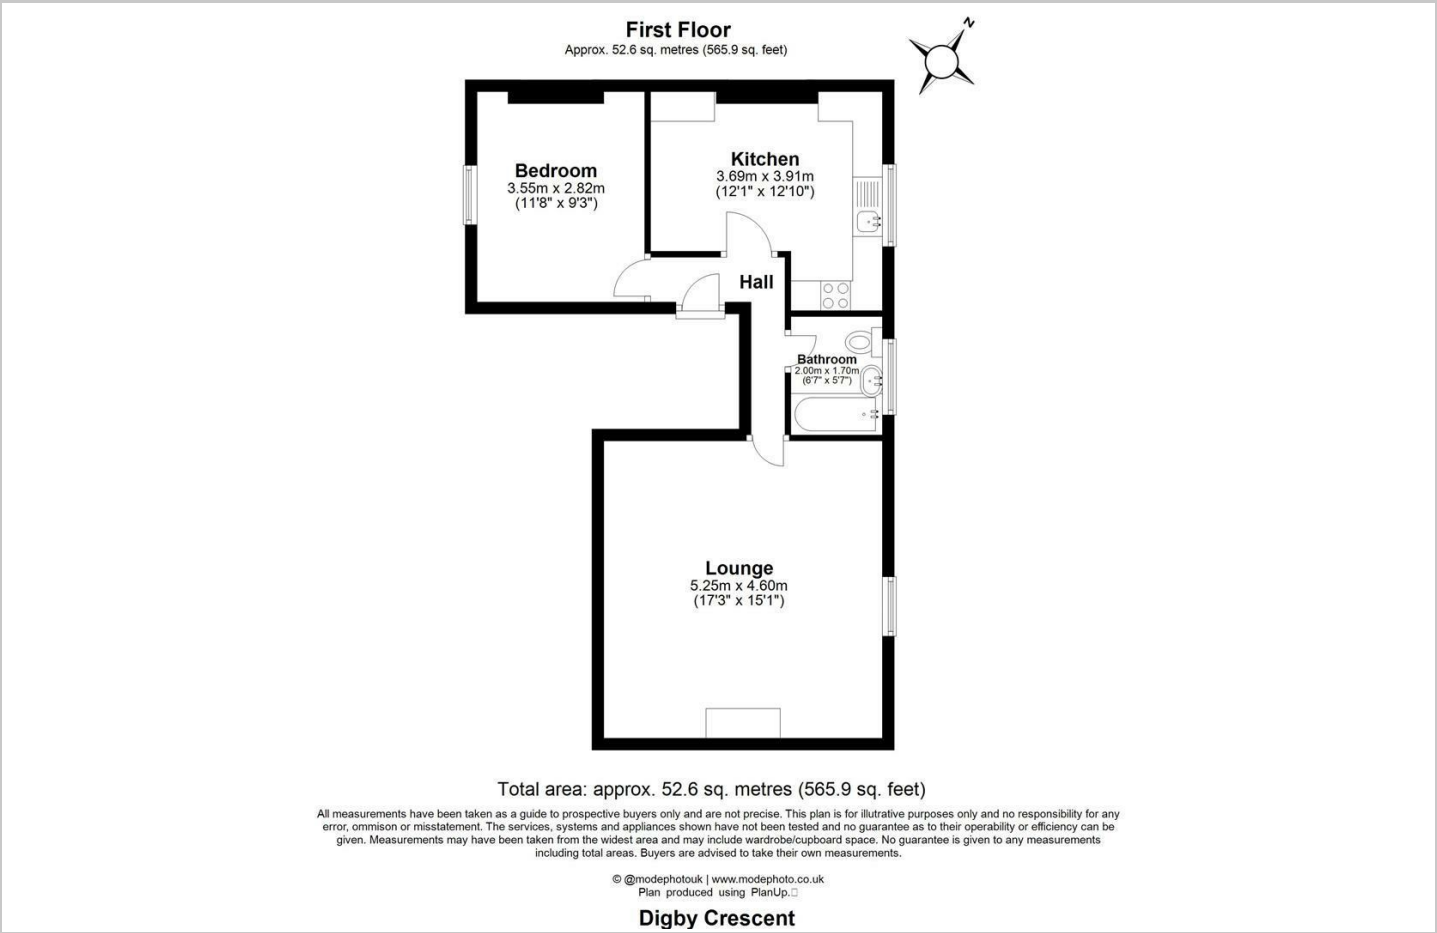 First Floor
Approx. 52.6 sq. metres (565.9 sq. feet)
N
Bedroom
3.55m x 2.82m
(11'8" x 9'3")
Kitchen
3.69m x 3.91m
(12'1" x 12'10")
Hall
Bathroom
2.00m x 1.70m
(6'7" x 5'7")
Lounge
5.25m x 4.60m
(17'3" x 15'1")
Total area: approx. 52.6 sq. metres (565.9 sq. feet)
All measurements have been taken as a guide to prospective buyers only and are not precise. This plan is for illutrative purposes only and no responsibility for any
error, ommison or misstatement. The services, systems and appliances shown have not been tested and no guarantee as to their operability or efficiency can be
given. Measurements may have been taken from the widest area and may include wardrobe/cupboard space. No guarantee is given to any measurements
including total areas. Buyers are advised to take their own measurements.
© @modephotouk | www.modephoto.co.uk
Plan produced using PlanUp.
Digby Crescent